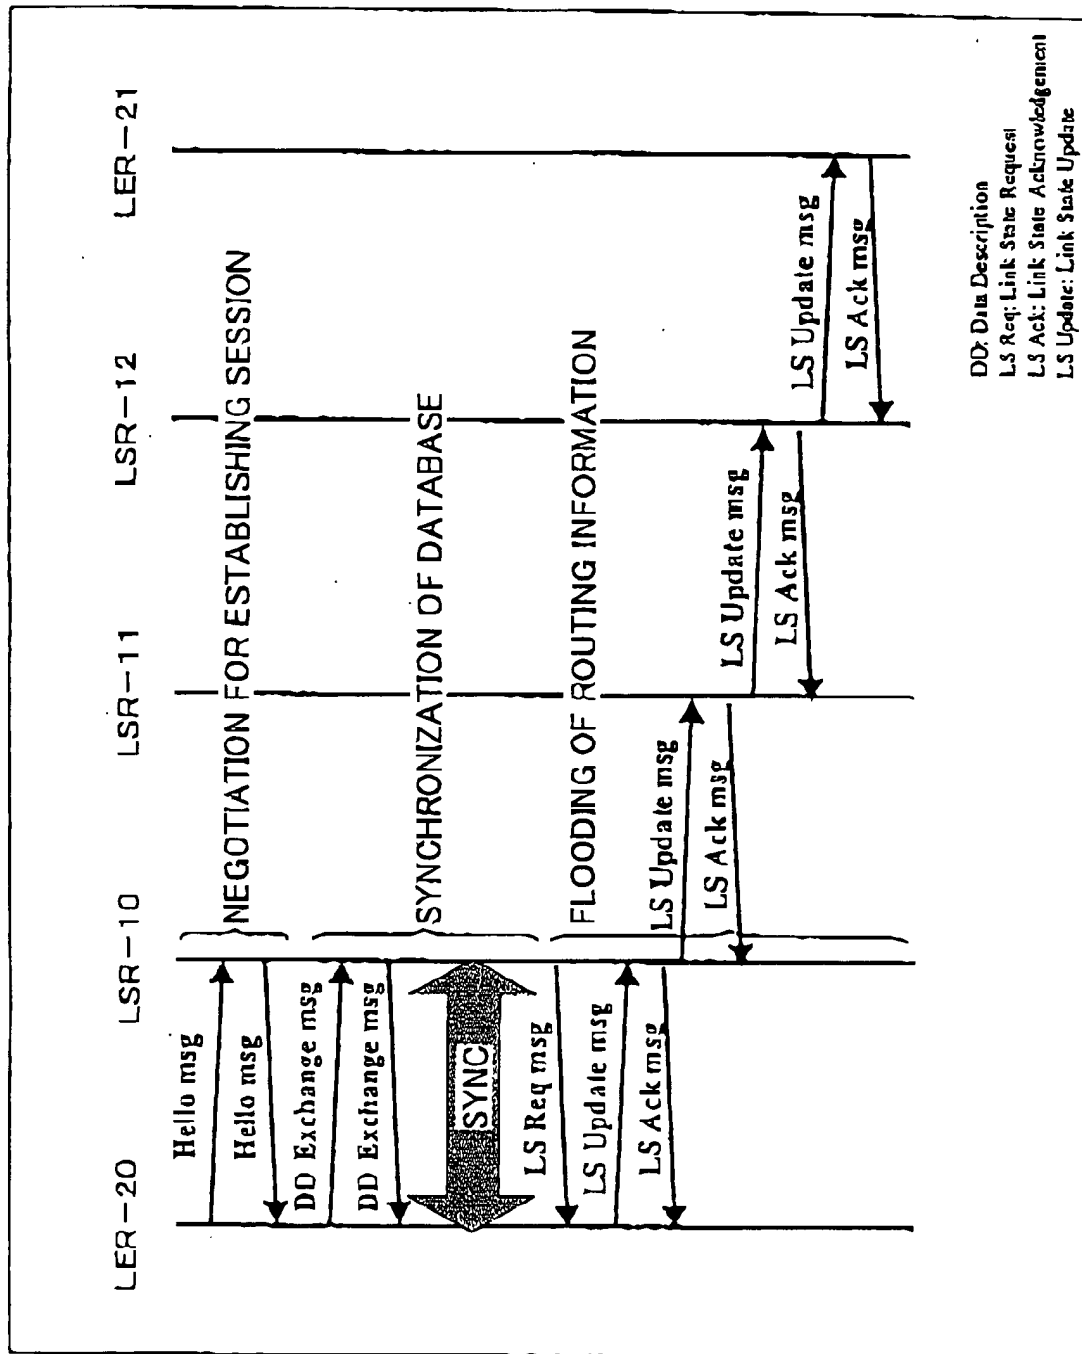 LER-20
LSR-10
LSR-11
LSR-12
LER-21
Hello msg
Hello msg
NEGOTIATION FOR ESTABLISHING SESSION
DD Exchange msg
DD Exchange msg
SYNC
SYNCHRONIZATION OF DATABASE
LS Req msg
LS Update msg
LS Ack msg
FLOODING OF ROUTING INFORMATION
LS Update msg
LS Ack msg
LS Update msg
LS Ack msg
LS Update msg
LS Ack msg
DD: Data Description
LS Req: Link State Request
LS Ack: Link State Acknowledgement
LS Update: Link State Update